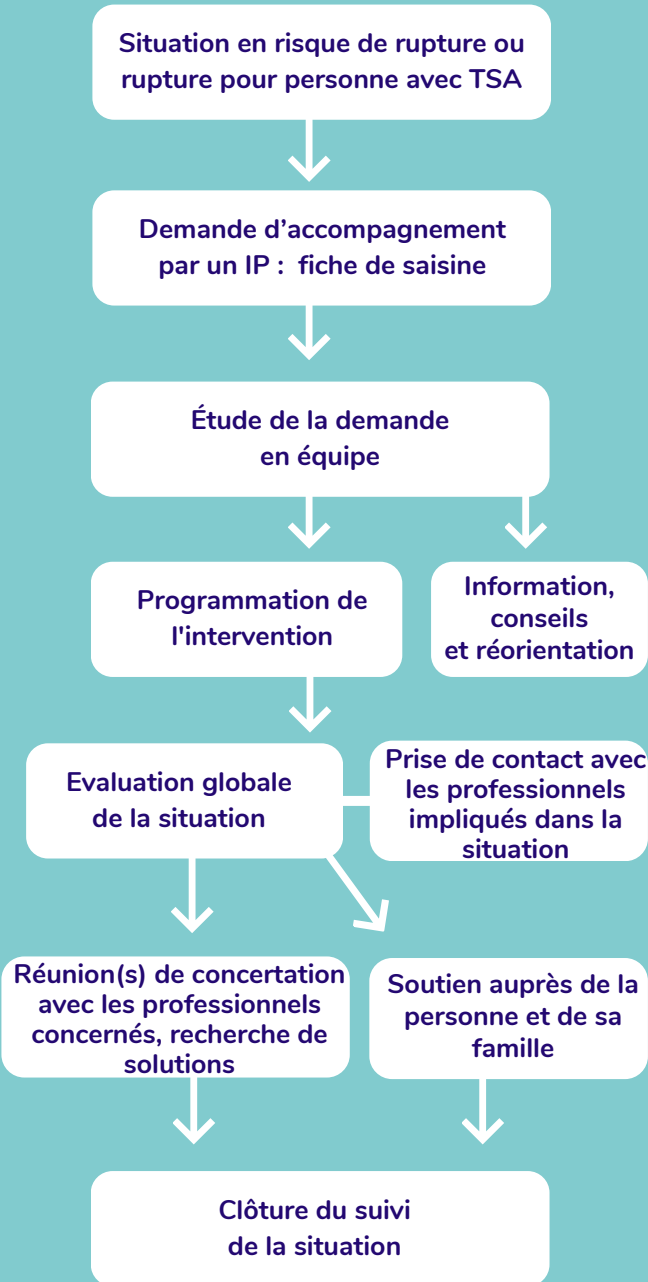 Situation en risque de rupture ou
rupture pour personne avec TSA
Demande d’accompagnement
par un IP :  fiche de saisine
Étude de la demande
en équipe
Programmation de
l'intervention
Information,
conseils
et réorientation
Evaluation globale
de la situation
Prise de contact avec
les professionnels
impliqués dans la
situation
Réunion(s) de concertation
avec les professionnels
concernés, recherche de
solutions
Soutien auprès de la
personne et de sa
famille
Clôture du suivi
de la situation